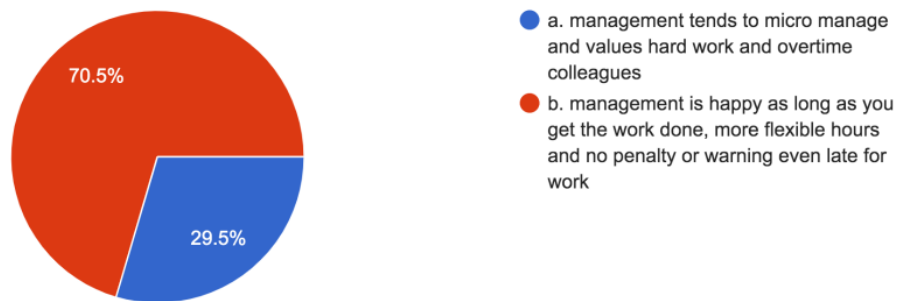 70.5%
29.5%
a. management tends to micro manage
and values hard work and overtime
colleagues
b. management is happy as long as you
get the work done, more flexible hours
and no penalty or warning even late for
work